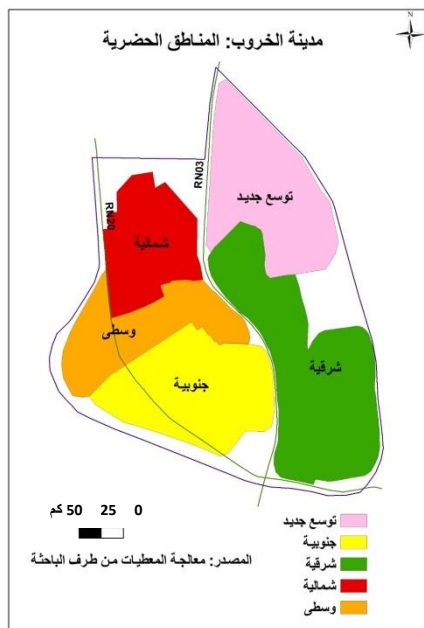 مدينة الخروب: المناطق الحضرية
N
RN03
توسع جديد
RN20
شمالية
وسطى
شرقية
جنوبية
0 25 50 كم
المصدر: معالجة المعطيات من طرف الباحثة
توسع جديد
جنوبية
شرقية
شمالية
وسطى